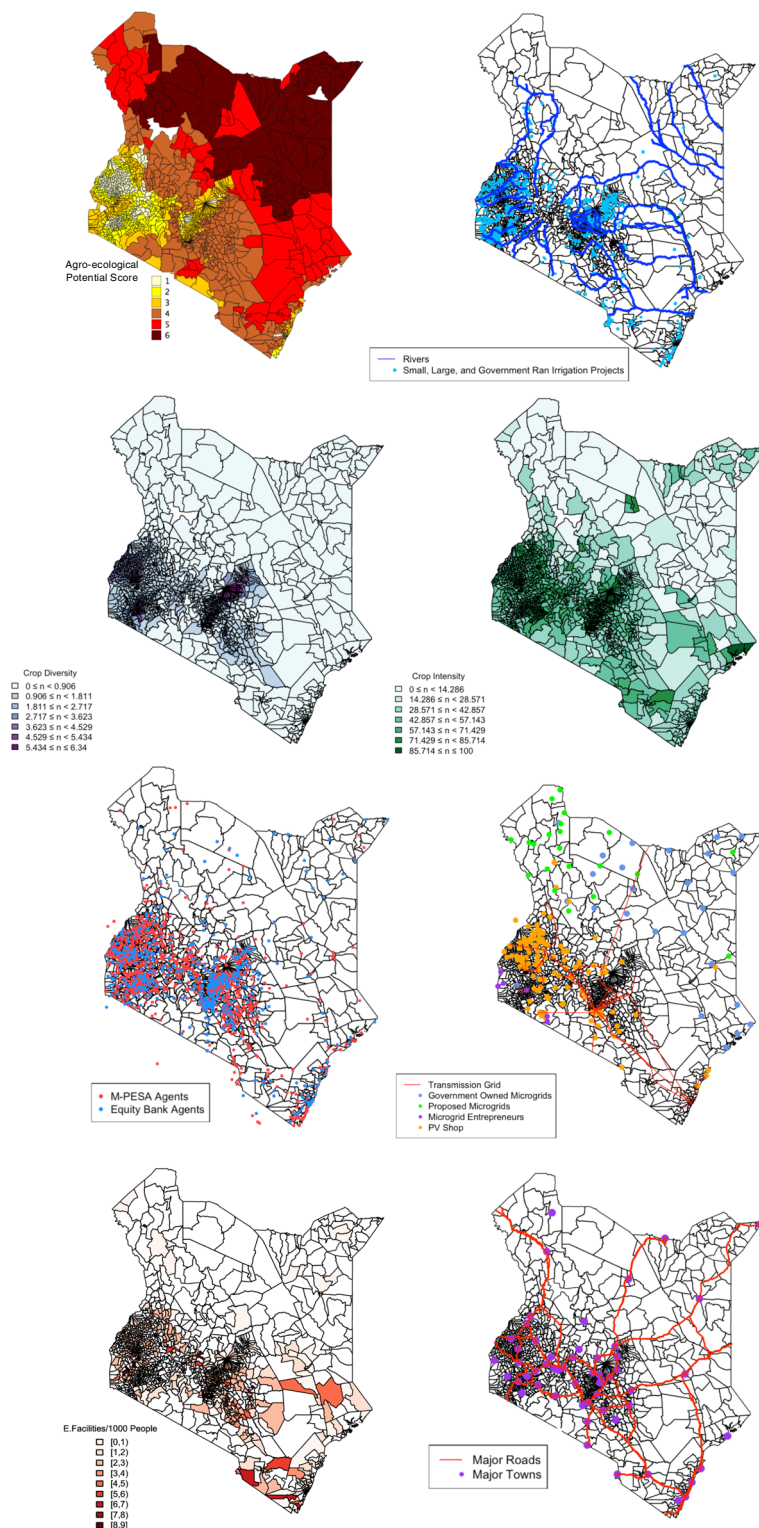 Agro-ecological
Potential Score
1
2
3
4
5
6
Rivers
Small, Large, and Government Ran Irrigation Projects
Crop Diversity
0 ≤ n < 0.906
0.906 ≤ n < 1.811
1.811 ≤ n < 2.717
2.717 ≤ n < 3.623
3.623 ≤ n < 4.529
4.529 ≤ n < 5.434
5.434 ≤ n ≤ 6.34
Crop Intensity
0 ≤ n < 14.286
14.286 ≤ n < 28.571
28.571 ≤ n < 42.857
42.857 ≤ n < 57.143
57.143 ≤ n < 71.429
71.429 ≤ n < 85.714
85.714 ≤ n ≤ 100
M-PESA Agents
Equity Bank Agents
Transmission Grid
Government Owned Microgrids
Proposed Microgrids
Microgrid Entrepreneurs
PV Shop
E.Facilities/1000 People
[0,1)
[1,2)
[2,3)
[3,4)
[4,5)
[5,6)
[6,7)
[7,8)
[8,9]
Major Roads
Major Towns